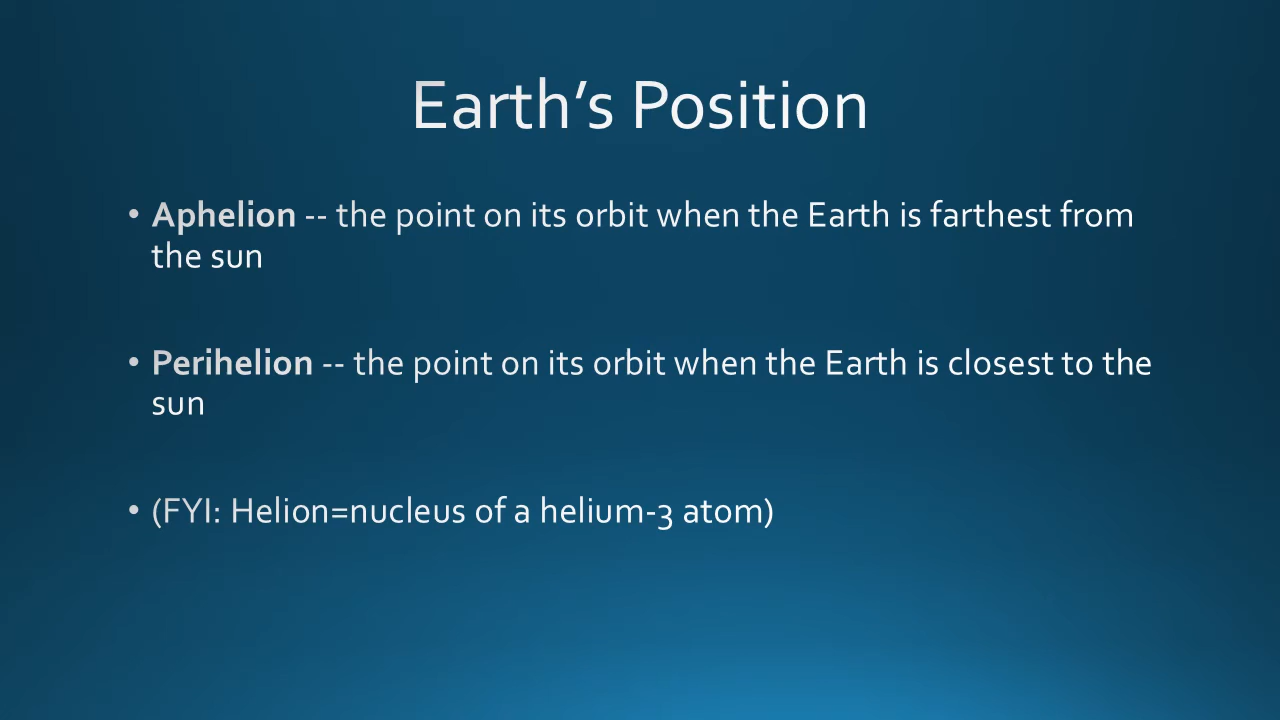 Earth’s Position
• Aphelion -- the point on its orbit when the Earth is farthest from
the sun
• Perihelion -- the point on its orbit when the Earth is closest to the
sun
• (FYI: Helion=nucleus of a helium-3 atom)